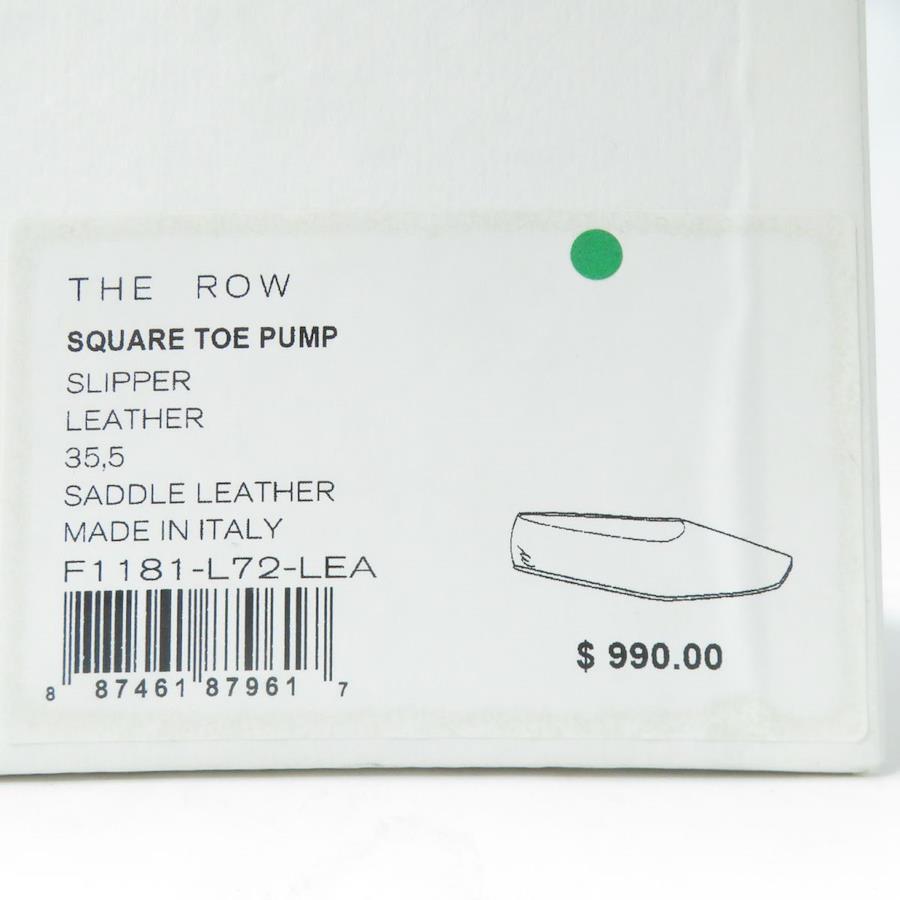 THE ROW
SQUARE TOE PUMP
SLIPPER
LEATHER
35,5
SADDLE LEATHER
MADE IN ITALY
F1181-L72-LEA
8 87461 87961 7
$ 990.00